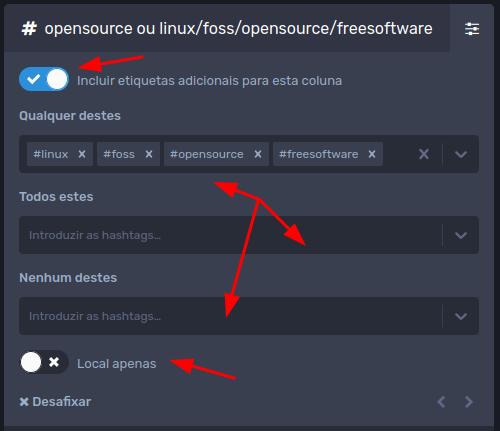 # opensource ou linux/foss/opensource/freesoftware
Incluir etiquetas adicionais para esta coluna
Qualquer destes
#linux × #foss × #opensource × #freesoftware ×
Todos estes
Introduzir as hashtags...
Nenhum destes
Introduzir as hashtags...
Local apenas
× Desafixar